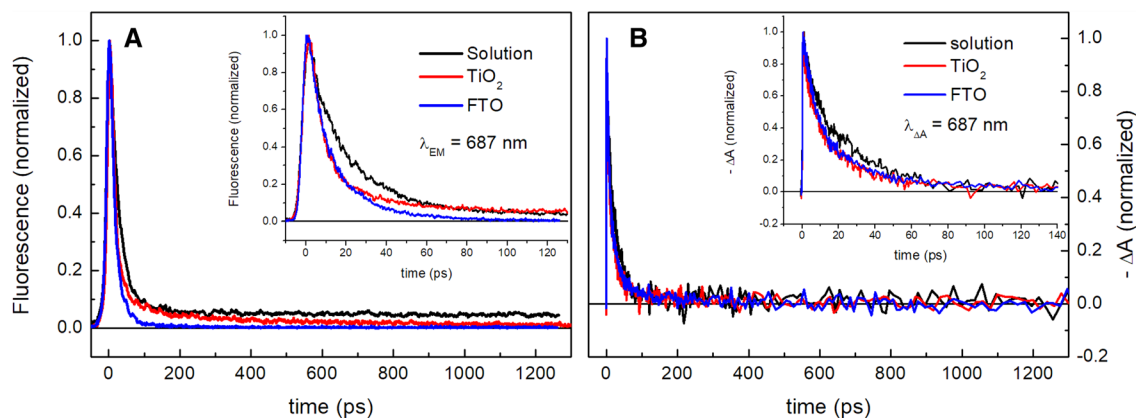 A
Fluorescence (normalized)
1.0
0.8
0.6
0.4
0.2
0.0
0 200 400 600 800 1000 1200
time (ps)
Fluorescence (normalized)
1.0
0.8
0.6
0.4
0.2
0.0
0 20 40 60 80 100 120
time (ps)
Solution
TiO2
FTO
λEM = 687 nm
B
- ΔA (normalized)
1.0
0.8
0.6
0.4
0.2
0.0
-0.2
0 20 40 60 80 100 120 140
time (ps)
solution
TiO2
FTO
λΔA = 687 nm
1.0
0.8
0.6
0.4
0.2
0.0
-0.2
- ΔA (normalized)
0 200 400 600 800 1000 1200
time (ps)